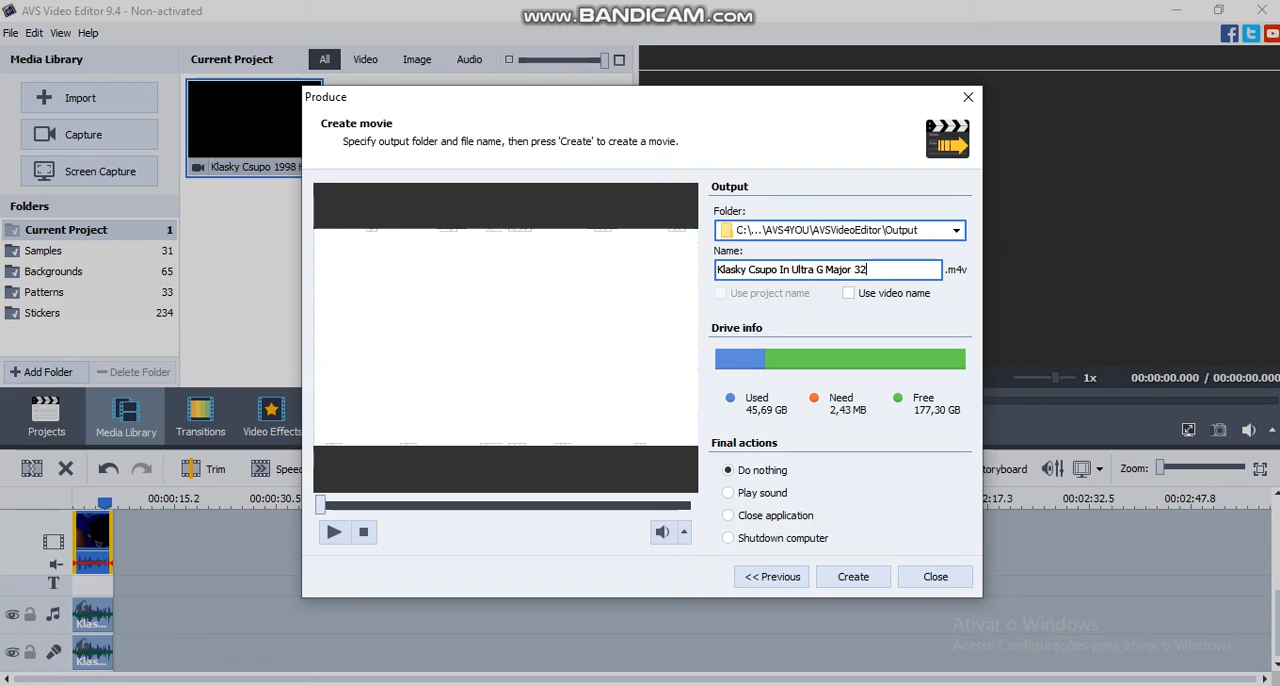 AVS Video Editor 9.4 - Non-activated
www.BANDICAM.com
File Edit View Help
Media Library
Current Project
All
Video
Image
Audio
Import
Capture
Screen Capture
Klasky Csupo 1998
Folders
Current Project 1
Samples 31
Backgrounds 65
Patterns 33
Stickers 234
Add Folder
Delete Folder
Projects
Media Library
Transitions
Video Effects
Produce
Create movie
Specify output folder and file name, then press 'Create' to create a movie.
Output
Folder:
C:\...\AVS4YOU\AVSVideoEditor\Output
Name:
Klasky Csupo In Ultra G Major 32
.m4v
Use project name
Use video name
Drive info
Used
45,69 GB
Need
2,43 MB
Free
177,30 GB
Final actions
Do nothing
Play sound
Close application
Shutdown computer
<< Previous
Create
Close
1x
00:00:00.000 / 00:00:00.000
Trim
Speed
Storyboard
Zoom:
00:00:15.2
00:00:30.5
2:17.3
00:02:32.5
00:02:47.8
T
Klas...
Klas...
Ativar o Windows
Acesse Configurações para ativar o Windows.